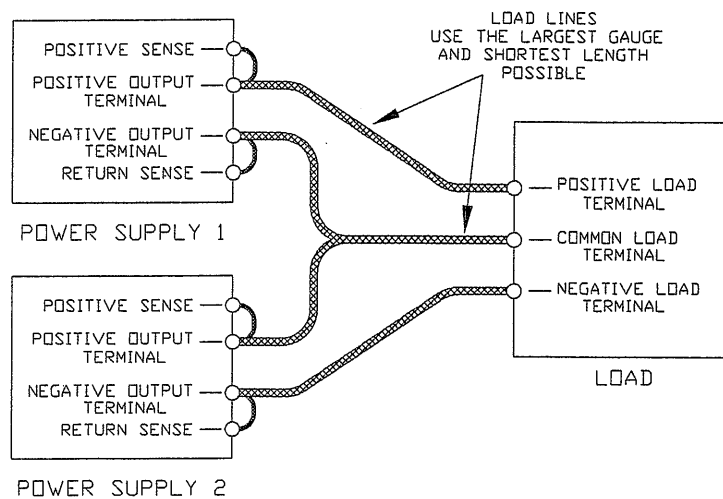 LOAD LINES
USE THE LARGEST GAUGE
AND SHORTEST LENGTH
POSSIBLE
POSITIVE SENSE
POSITIVE OUTPUT
TERMINAL
NEGATIVE OUTPUT
TERMINAL
RETURN SENSE
POWER SUPPLY 1
POSITIVE LOAD
TERMINAL
COMMON LOAD
TERMINAL
NEGATIVE LOAD
TERMINAL
LOAD
POSITIVE SENSE
POSITIVE OUTPUT
TERMINAL
NEGATIVE OUTPUT
TERMINAL
RETURN SENSE
POWER SUPPLY 2